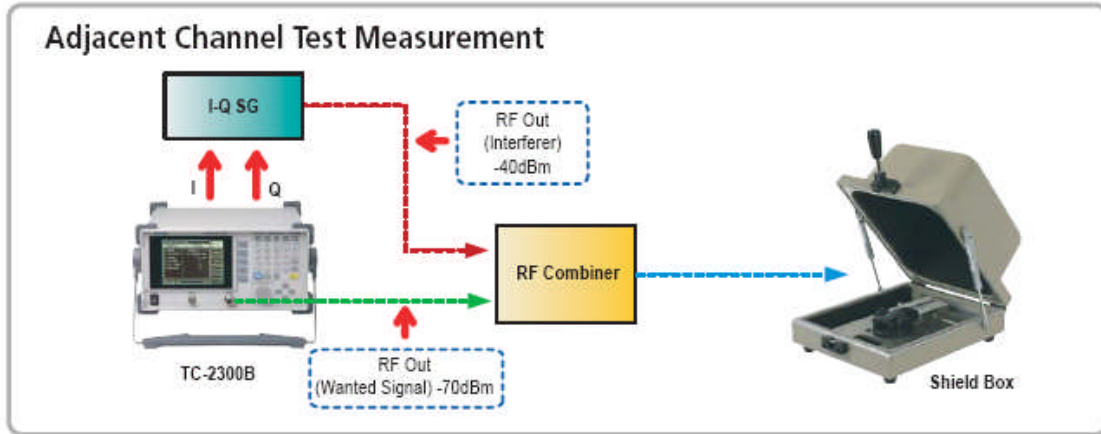 Adjacent Channel Test Measurement
I-Q SG
RF Out
(Interferer)
-40dBm
I
Q
RF Combiner
TC-2300B
RF Out
(Wanted Signal) -70dBm
Shield Box